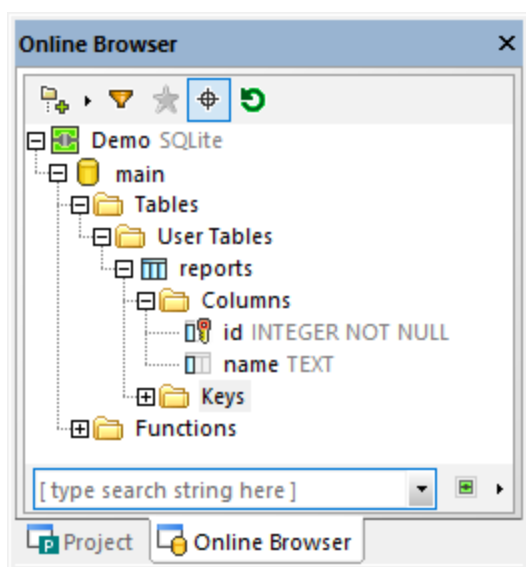 Online Browser
Demo SQLite
main
Tables
User Tables
reports
Columns
id INTEGER NOT NULL
name TEXT
Keys
Functions
[ type search string here ]
Project Online Browser